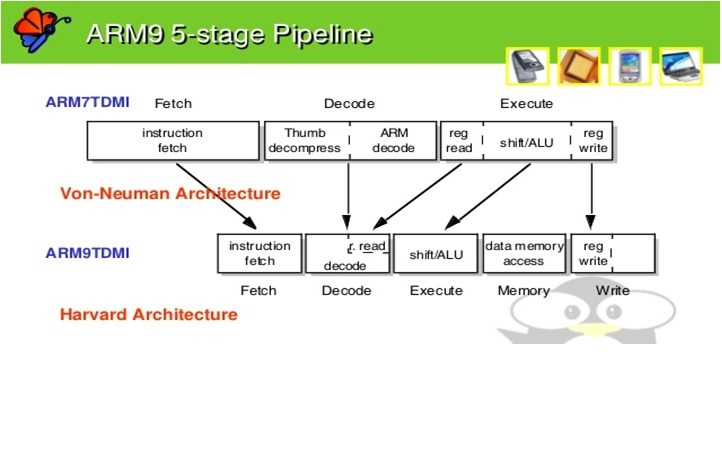 ARM9 5-stage Pipeline
ARM7TDMI Fetch Decode Execute
instruction Thumb ARM reg reg
fetch decompress decode read shift/ALU write
Von-Neuman Architecture
ARM9TDMI
instruction r. read data memory reg
fetch decode shift/ALU access write
Fetch Decode Execute Memory Write
Harvard Architecture